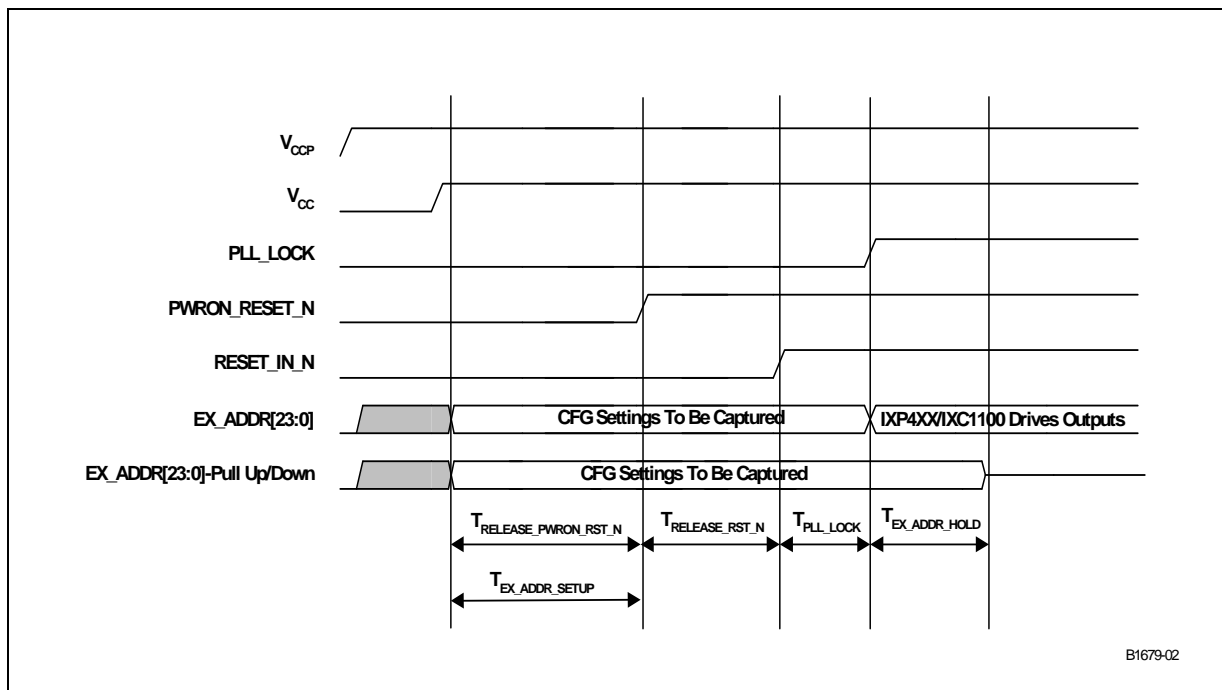 VCCP
VCC
PLL_LOCK
PWRON_RESET_N
RESET_IN_N
EX_ADDR[23:0] CFG Settings To Be Captured IXP4XX/IXC1100 Drives Outputs
EX_ADDR[23:0]-Pull Up/Down CFG Settings To Be Captured
TRELEASE_PWRON_RST_N TRELEASE_RST_N TPLL_LOCK TEX_ADDR_HOLD
TEX_ADDR_SETUP
B1679-02